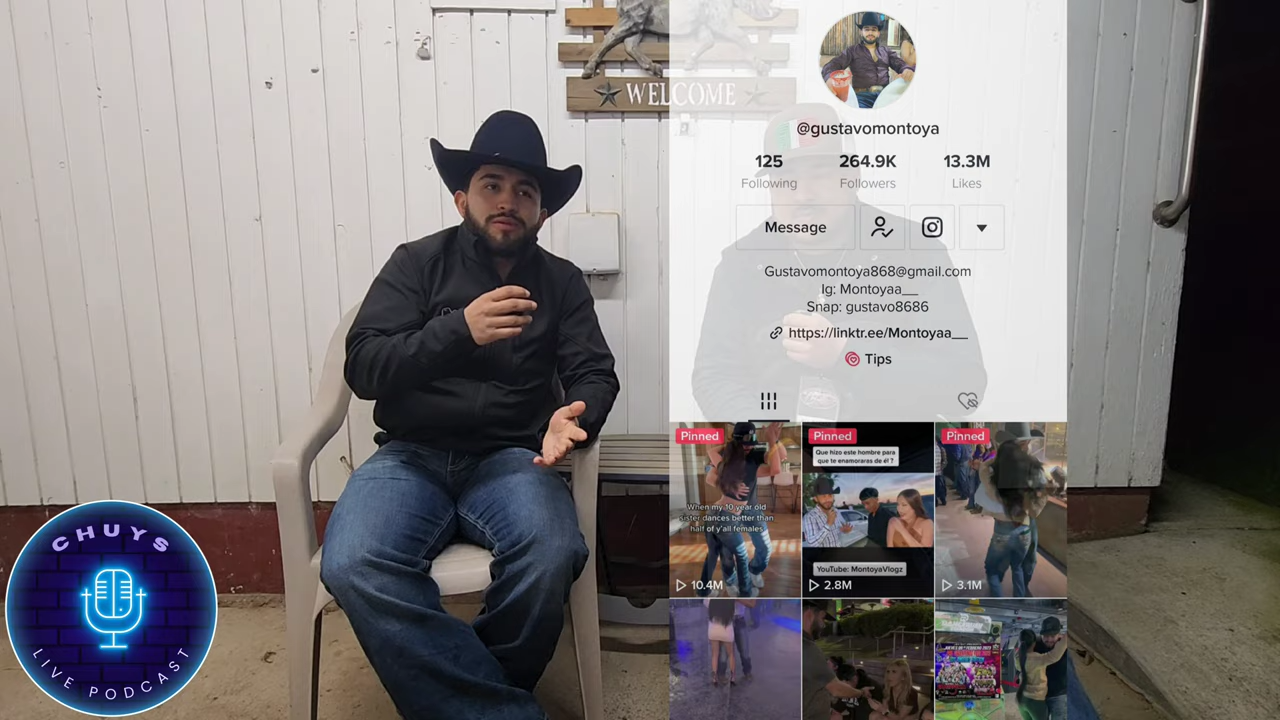 WELCOME
@gustavomontoya
125 264.9K 13.3M
Following Followers Likes
Message
Gustavomontoya868@gmail.com
Ig: Montoyaa__
Snap: gustavo8686
https://linktr.ee/Montoyaa__
Tips
Pinned
Pinned
Pinned
When my 10 year old
sister dances better than
half of y'all females
Que hizo este hombre para
que te enamoraras de él ?
YouTube: MontoyaVlogz
10.4M
2.8M
3.1M
CHUYS
LIVE PODCAST